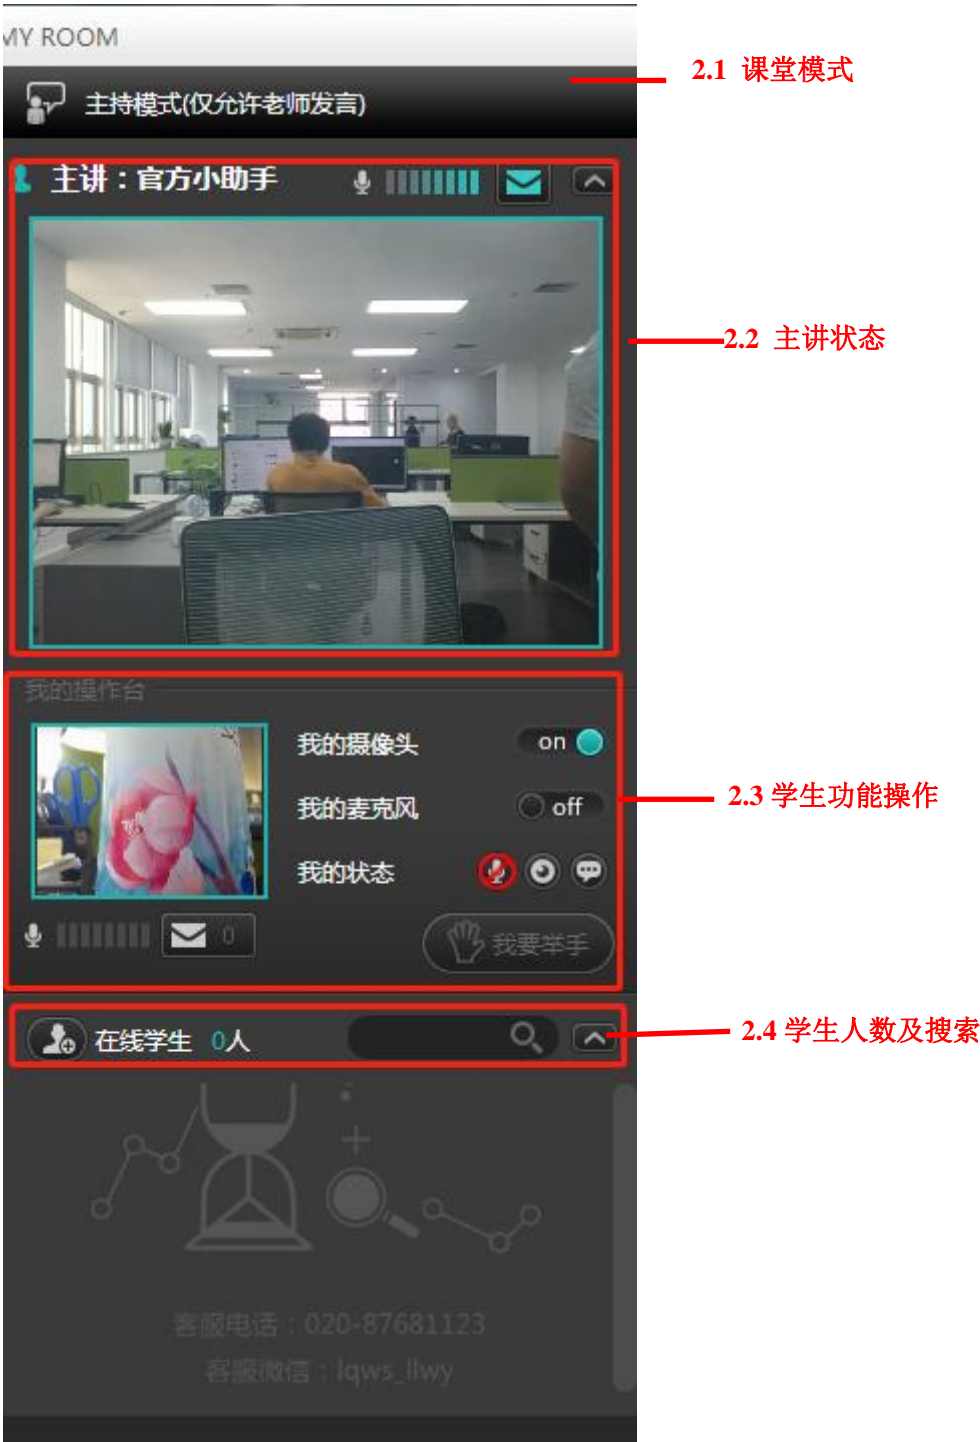 MY ROOM
2.1 课堂模式
主持模式(仅允许老师发言)
主讲：官方小助手
2.2 主讲状态
我的操作台
我的摄像头 on
我的麦克风 off
2.3 学生功能操作
我的状态
0 我要举手
在线学生 0人
2.4 学生人数及搜索
客服电话：020-87681123
客服微信：lqws_llwy